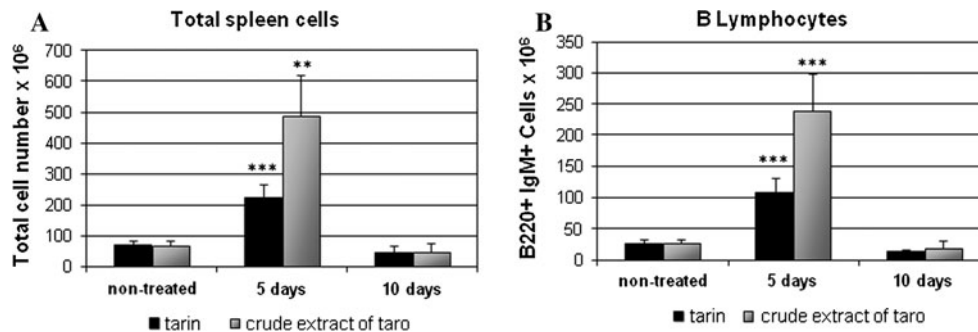 A
Total spleen cells
Total cell number x 10⁶
700
600
500
400
300
200
100
0
***
**
non-treated
5 days
10 days
tarin
crude extract of taro
B
B Lymphocytes
B220+ IgM+ Cells x 10⁶
350
300
250
200
150
100
50
0
***
***
non-treated
5 days
10 days
tarin
crude extract of taro